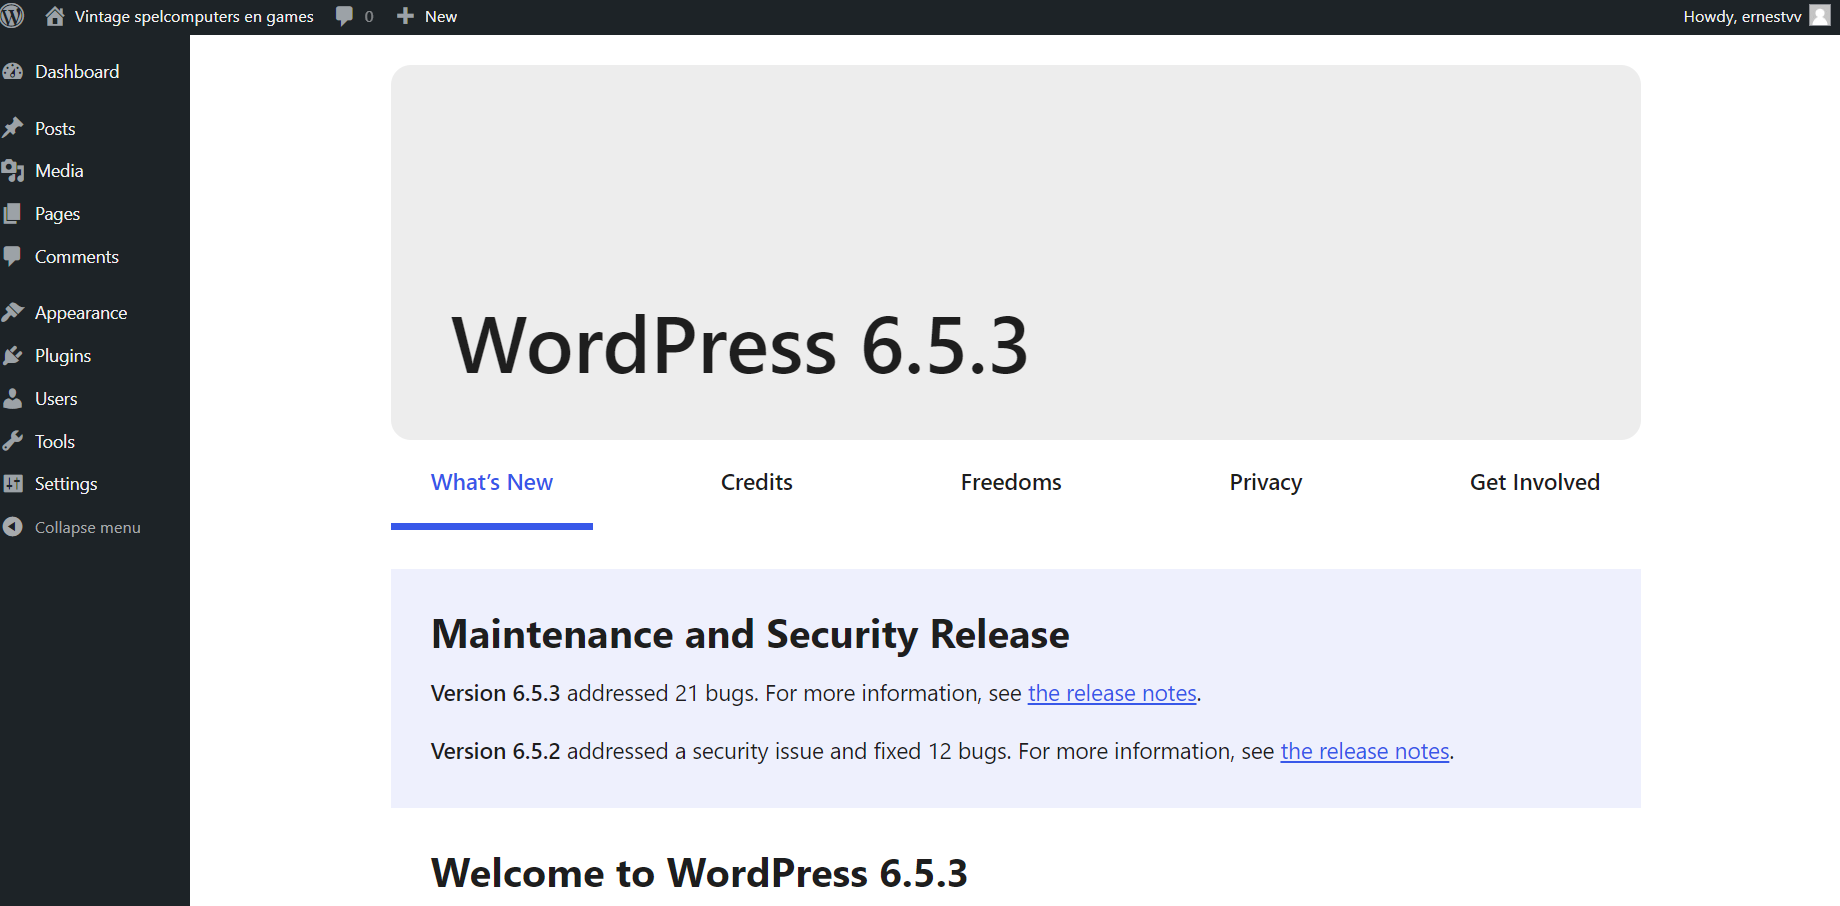 Vintage spelcomputers en games 0 New Howdy, ernestvv
Dashboard
Posts
Media
Pages
Comments
Appearance
Plugins
Users
Tools
Settings
Collapse menu
WordPress 6.5.3
What's New Credits Freedoms Privacy Get Involved
Maintenance and Security Release
Version 6.5.3 addressed 21 bugs. For more information, see the release notes.
Version 6.5.2 addressed a security issue and fixed 12 bugs. For more information, see the release notes.
Welcome to WordPress 6.5.3